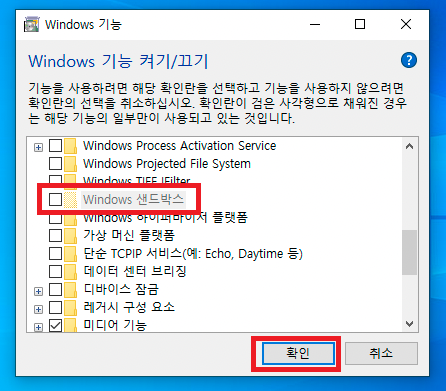 Windows 기능
Windows 기능 켜기/끄기
기능을 사용하려면 해당 확인란을 선택하고 기능을 사용하지 않으려면
확인란의 선택을 취소하십시오. 확인란이 검은 사각형으로 채워진 경우
는 해당 기능의 일부만이 사용되고 있는 것입니다.
Windows Process Activation Service
Windows Projected File System
Windows TIFF IFilter
Windows 샌드박스
Windows 하이퍼바이저 플랫폼
가상 머신 플랫폼
단순 TCPIP 서비스(예: Echo, Daytime 등)
데이터 센터 브리징
디바이스 잠금
레거시 구성 요소
미디어 기능
확인
취소